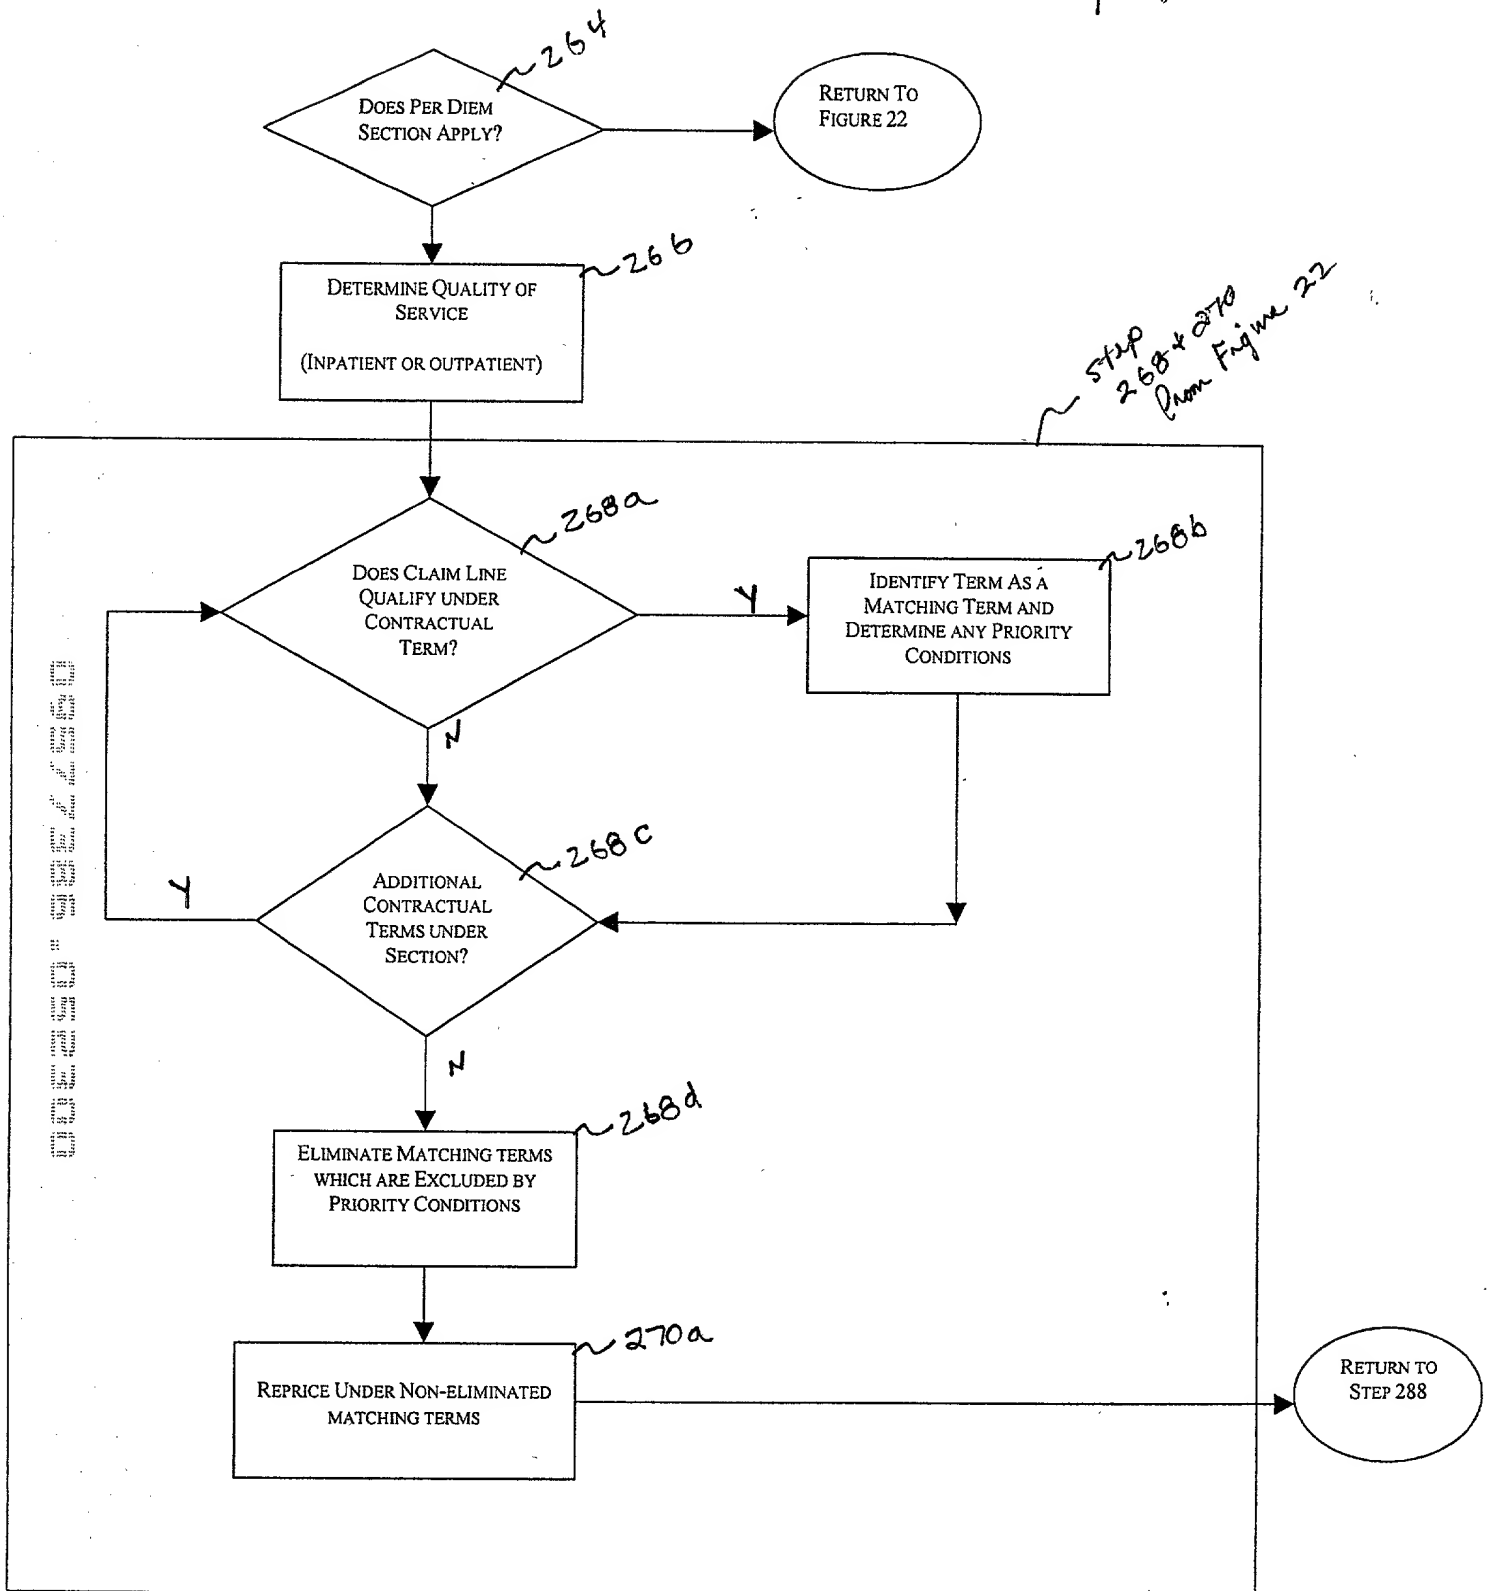 264
DOES PER DIEM
SECTION APPLY?
RETURN TO
FIGURE 22
266
DETERMINE QUALITY OF
SERVICE
(INPATIENT OR OUTPATIENT)
Step
268 + 270
from Figure 22
268a
DOES CLAIM LINE
QUALIFY UNDER
CONTRACTUAL
TERM?
Y
268b
IDENTIFY TERM AS A
MATCHING TERM AND
DETERMINE ANY PRIORITY
CONDITIONS
N
268c
ADDITIONAL
CONTRACTUAL
TERMS UNDER
SECTION?
Y
N
268d
ELIMINATE MATCHING TERMS
WHICH ARE EXCLUDED BY
PRIORITY CONDITIONS
270a
REPRICE UNDER NON-ELIMINATED
MATCHING TERMS
RETURN TO
STEP 288
09577386.052300